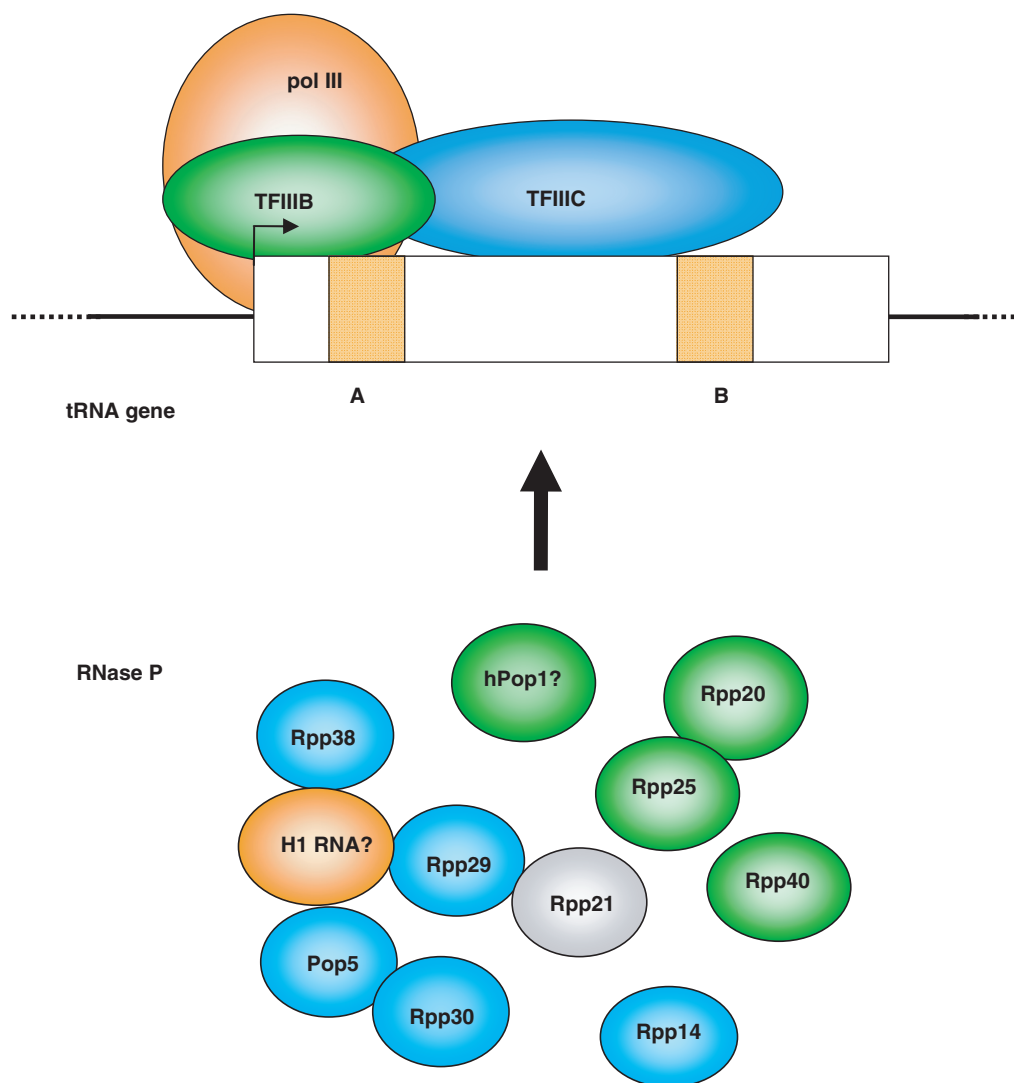 pol III
TFIIIB
TFIIIC
A
B
tRNA gene
RNase P
hPop1?
Rpp20
Rpp38
Rpp25
H1 RNA?
Rpp29
Rpp40
Rpp21
Pop5
Rpp30
Rpp14